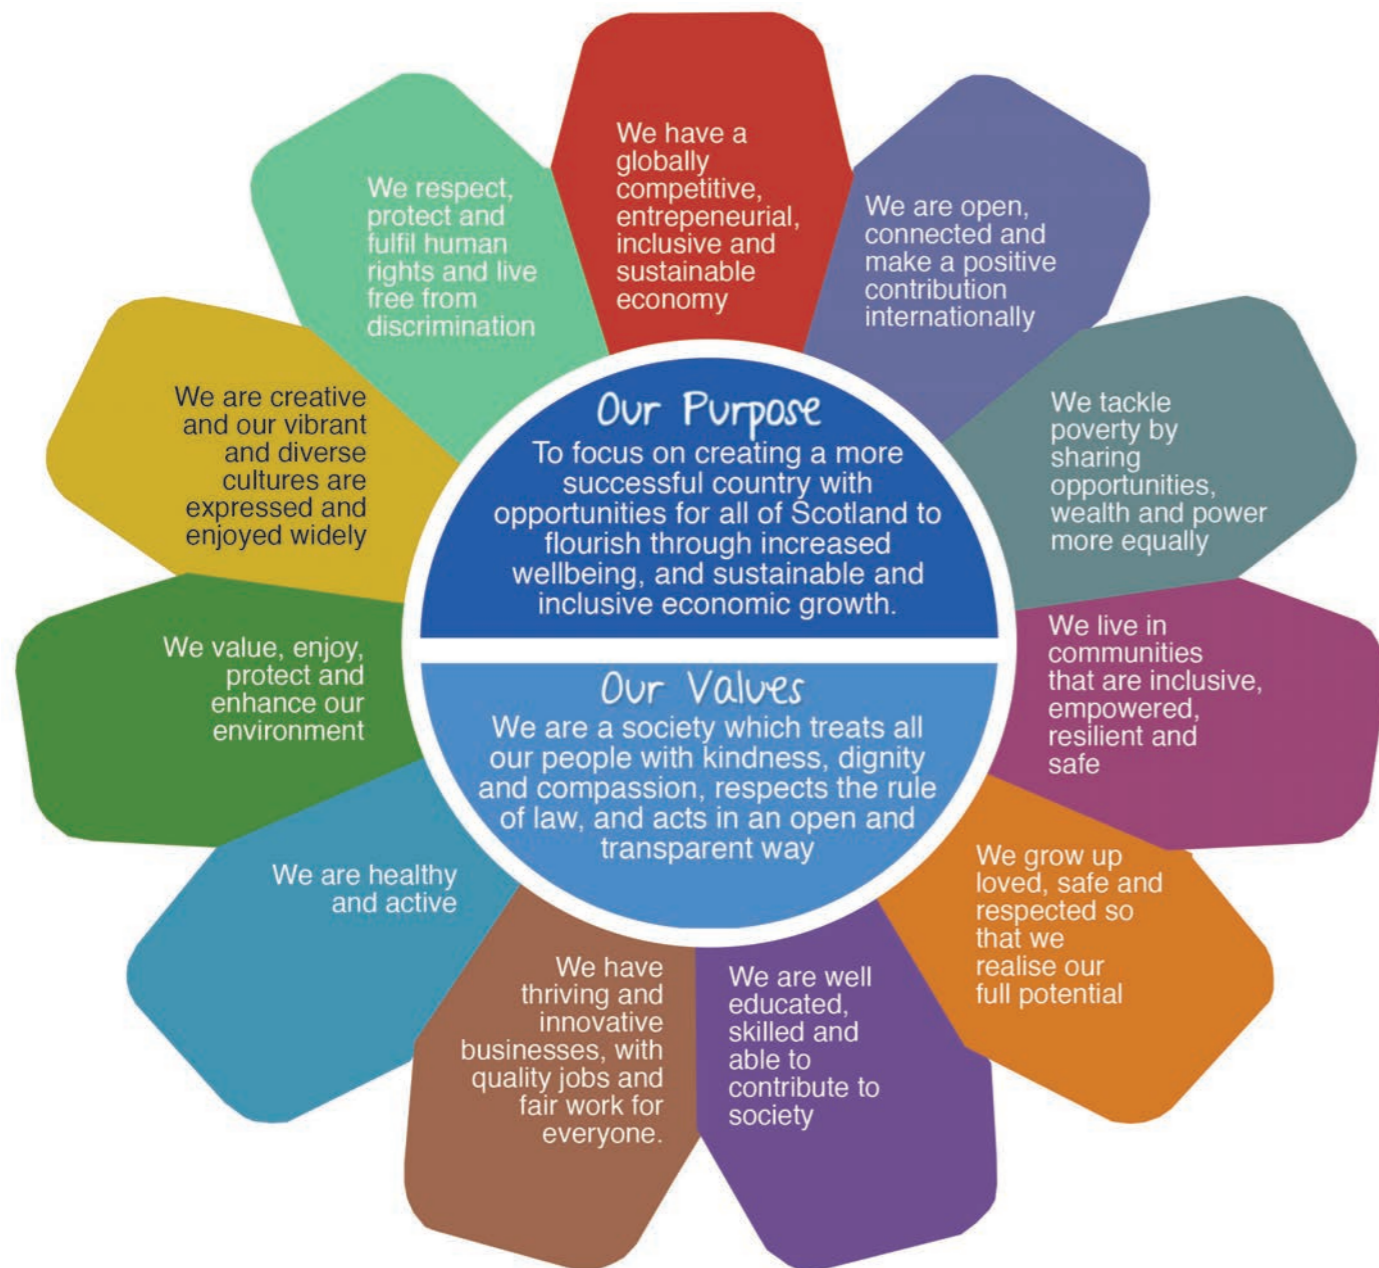 We have a
globally
competitive,
entrepeneurial,
inclusive and
sustainable
economy
We are open,
connected and
make a positive
contribution
internationally
We tackle
poverty by
sharing
opportunities,
wealth and power
more equally
We live in
communities
that are inclusive,
empowered,
resilient and
safe
We grow up
loved, safe and
respected so
that we
realise our
full potential
We are well
educated,
skilled and
able to
contribute to
society
We have
thriving and
innovative
businesses, with
quality jobs and
fair work for
everyone.
We are healthy
and active
We value, enjoy,
protect and
enhance our
environment
We are creative
and our vibrant
and diverse
cultures are
expressed and
enjoyed widely
We respect,
protect and
fulfil human
rights and live
free from
discrimination
Our Purpose
To focus on creating a more
successful country with
opportunities for all of Scotland to
flourish through increased
wellbeing, and sustainable and
inclusive economic growth.
Our Values
We are a society which treats all
our people with kindness, dignity
and compassion, respects the rule
of law, and acts in an open and
transparent way